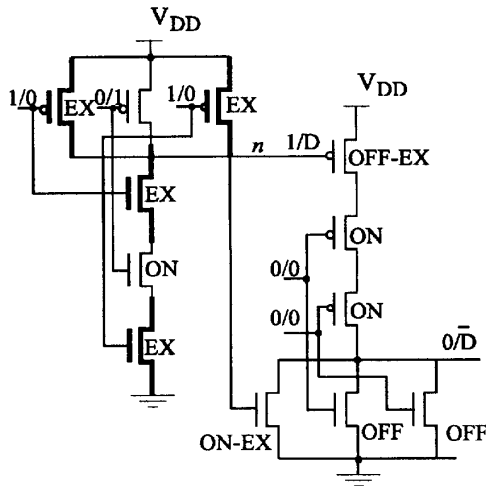 VDD
1/0 EX 0/1 1/0 EX
VDD
n 1/D OFF-EX
EX
ON
ON
0/0
0/0 ON
EX
0/D̅
ON-EX OFF OFF